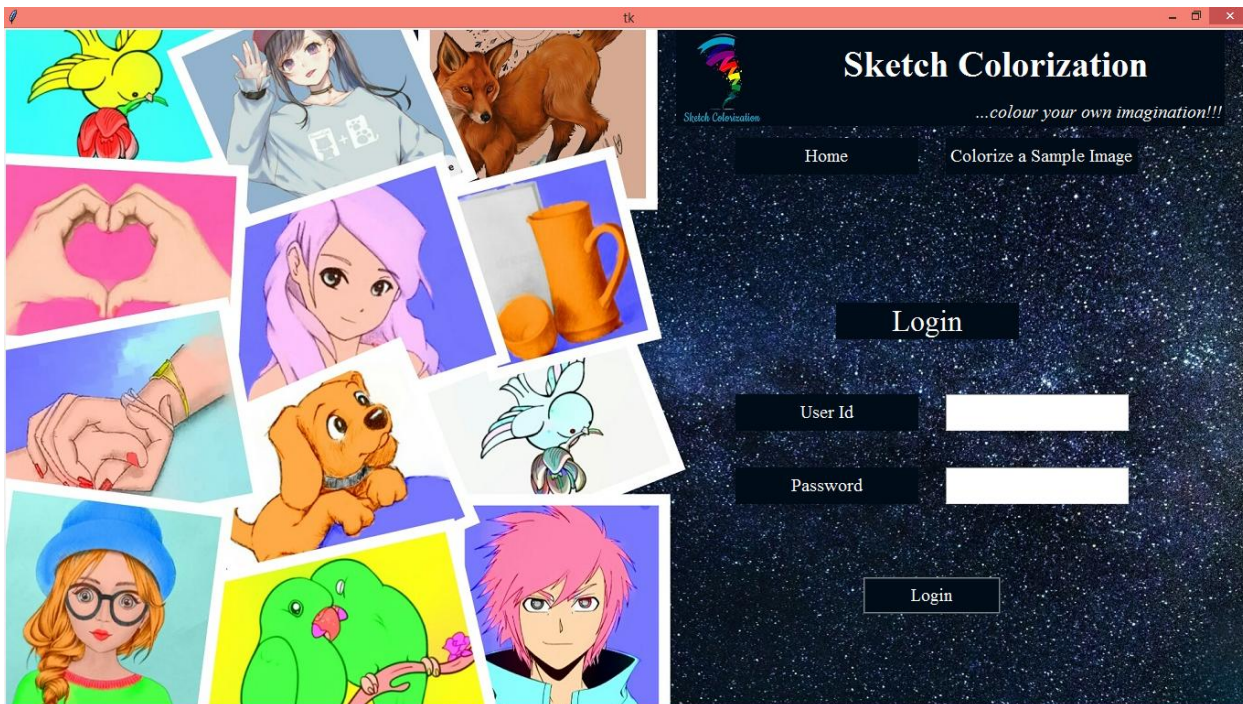 tk
A+B
Sketch Colorization
Sketch Colorization
...colour your own imagination!!!
Home
Colorize a Sample Image
Login
User Id
Password
Login